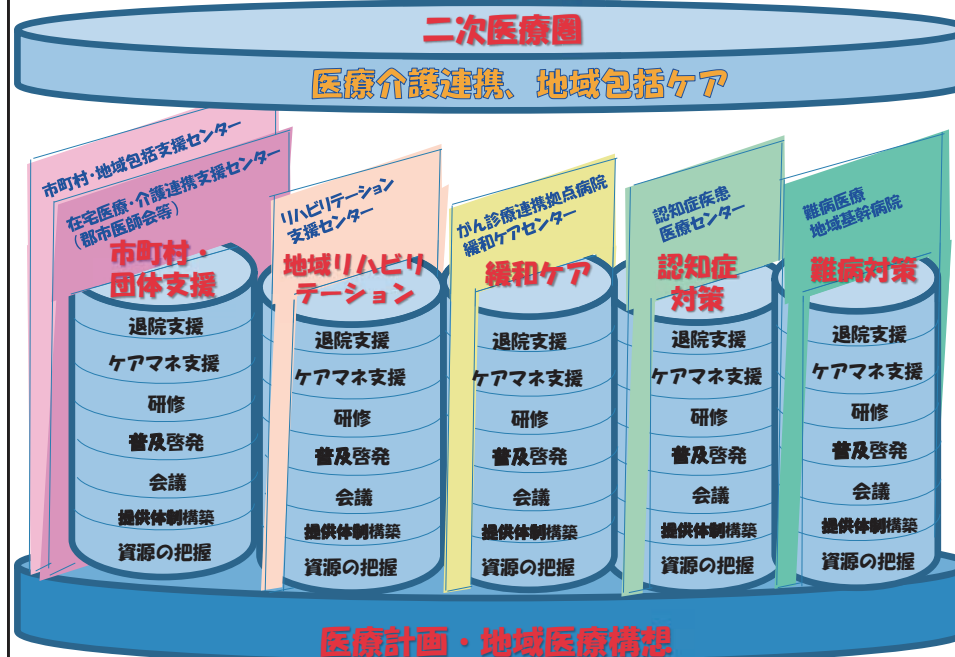 二次医療圏
医療介護連携、地域包括ケア
市町村・地域包括支援センター
在宅医療・介護連携支援センター
（郡市医師会等）
市町村・
団体支援
退院支援
ケアマネ支援
研修
普及啓発
会議
提供体制構築
資源の把握
リハビリテーション
支援センター
地域リハビリ
テーション
退院支援
ケアマネ支援
研修
普及啓発
会議
提供体制構築
資源の把握
がん診療連携拠点病院
緩和ケアセンター
緩和ケア
退院支援
ケアマネ支援
研修
普及啓発
会議
提供体制構築
資源の把握
認知症疾患
医療センター
認知症
対策
退院支援
ケアマネ支援
研修
普及啓発
会議
提供体制構築
資源の把握
難病医療
地域基幹病院
難病対策
退院支援
ケアマネ支援
研修
普及啓発
会議
提供体制構築
資源の把握
医療計画・地域医療構想